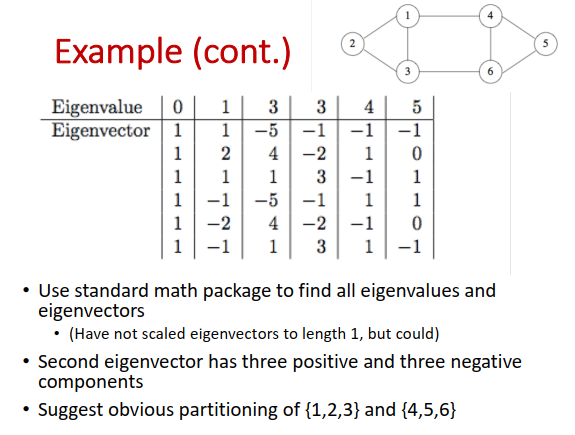 Example (cont.)
1 4
2 5
3 6
Eigenvalue 0 1 3 3 4 5
Eigenvector 1 1 −5 −1 −1 −1
1 2 4 −2 1 0
1 1 1 3 −1 1
1 −1 −5 −1 1 1
1 −2 4 −2 −1 0
1 −1 1 3 1 −1
• Use standard math package to find all eigenvalues and
eigenvectors
• (Have not scaled eigenvectors to length 1, but could)
• Second eigenvector has three positive and three negative
components
• Suggest obvious partitioning of {1,2,3} and {4,5,6}